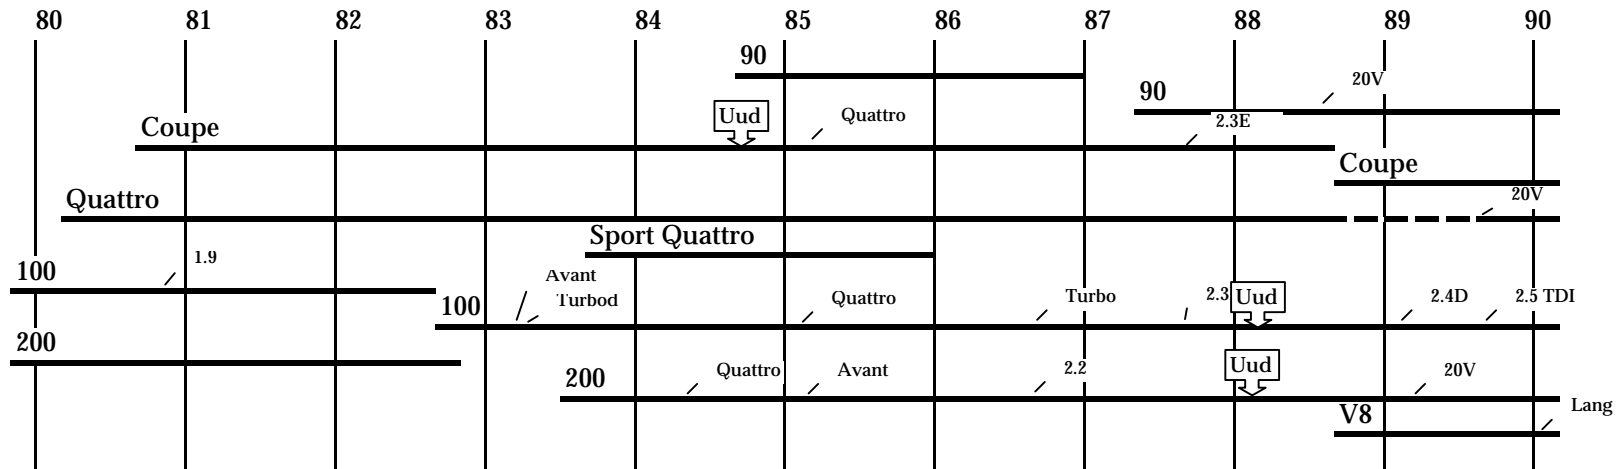 80 81 82 83 84 85 86 87 88 89 90
90
90
20V
Coupe
Uud
Quattro
2.3E
Coupe
Quattro
20V
Sport Quattro
100
1.9
100
Avant
Turbod
Quattro
Turbo
2.3
Uud
2.4D
2.5 TDI
200
200
Quattro
Avant
2.2
Uud
20V
V8
Lang